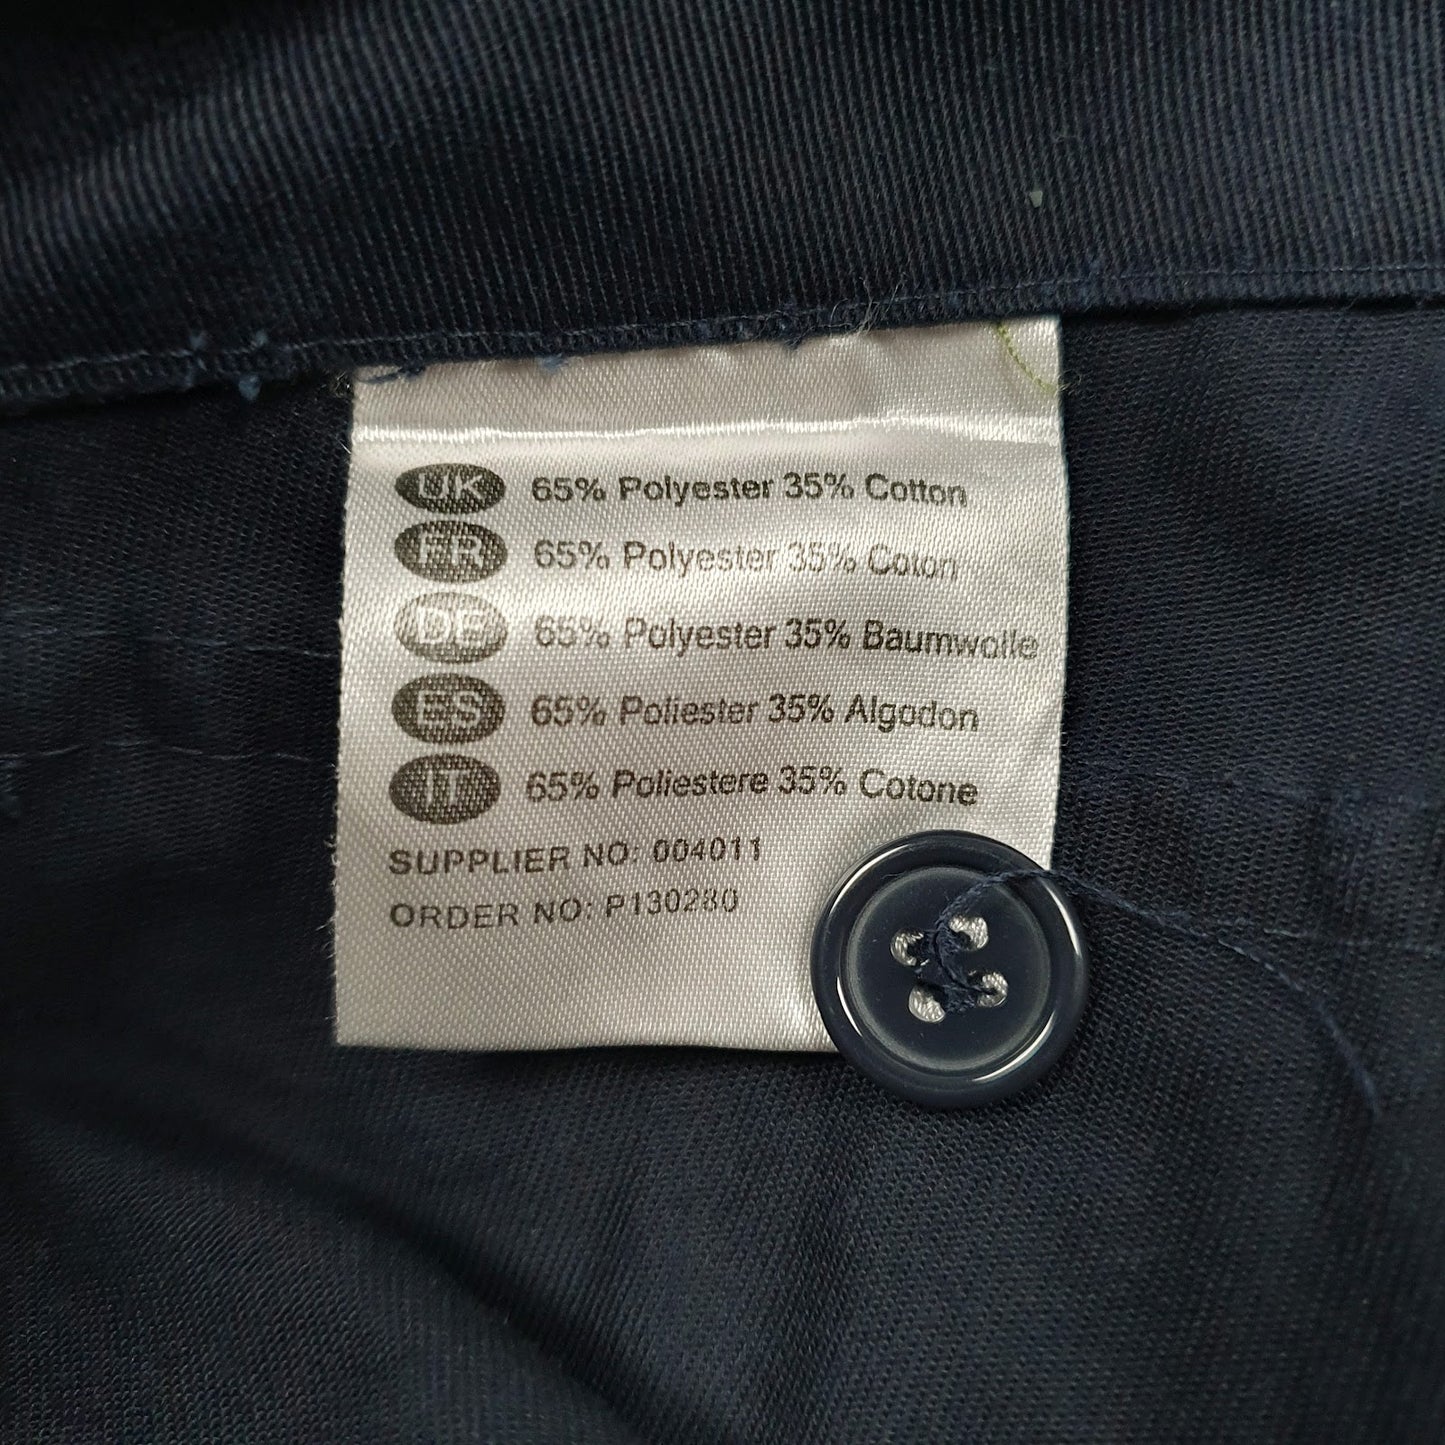 UK 65% Polyester 35% Cotton
FR 65% Polyester 35% Coton
DE 65% Polyester 35% Baumwolle
ES 65% Poliester 35% Algodon
IT 65% Poliestere 35% Cotone
SUPPLIER NO: 004011
ORDER NO: P130280